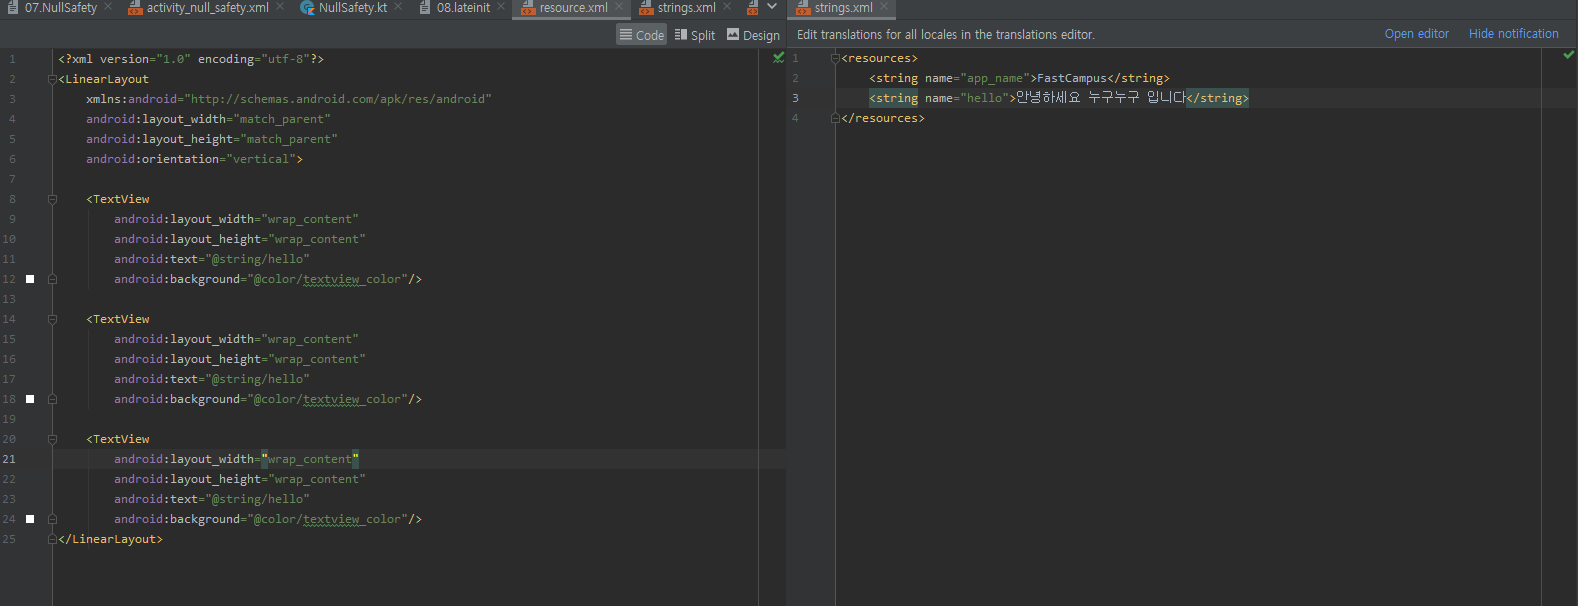 07.NullSafety
activity_null_safety.xml
NullSafety.kt
08.lateinit
resource.xml
strings.xml
Code
Split
Design
1 <?xml version="1.0" encoding="utf-8"?>
2 <LinearLayout
3 xmlns:android="http://schemas.android.com/apk/res/android"
4 android:layout_width="match_parent"
5 android:layout_height="match_parent"
6 android:orientation="vertical">
7
8 <TextView
9 android:layout_width="wrap_content"
10 android:layout_height="wrap_content"
11 android:text="@string/hello"
12 android:background="@color/textview_color"/>
13
14 <TextView
15 android:layout_width="wrap_content"
16 android:layout_height="wrap_content"
17 android:text="@string/hello"
18 android:background="@color/textview_color"/>
19
20 <TextView
21 android:layout_width="wrap_content"
22 android:layout_height="wrap_content"
23 android:text="@string/hello"
24 android:background="@color/textview_color"/>
25 </LinearLayout>
strings.xml
Edit translations for all locales in the translations editor.
Open editor
Hide notification
1 <resources>
2 <string name="app_name">FastCampus</string>
3 <string name="hello">안녕하세요 누구누구 입니다</string>
4 </resources>